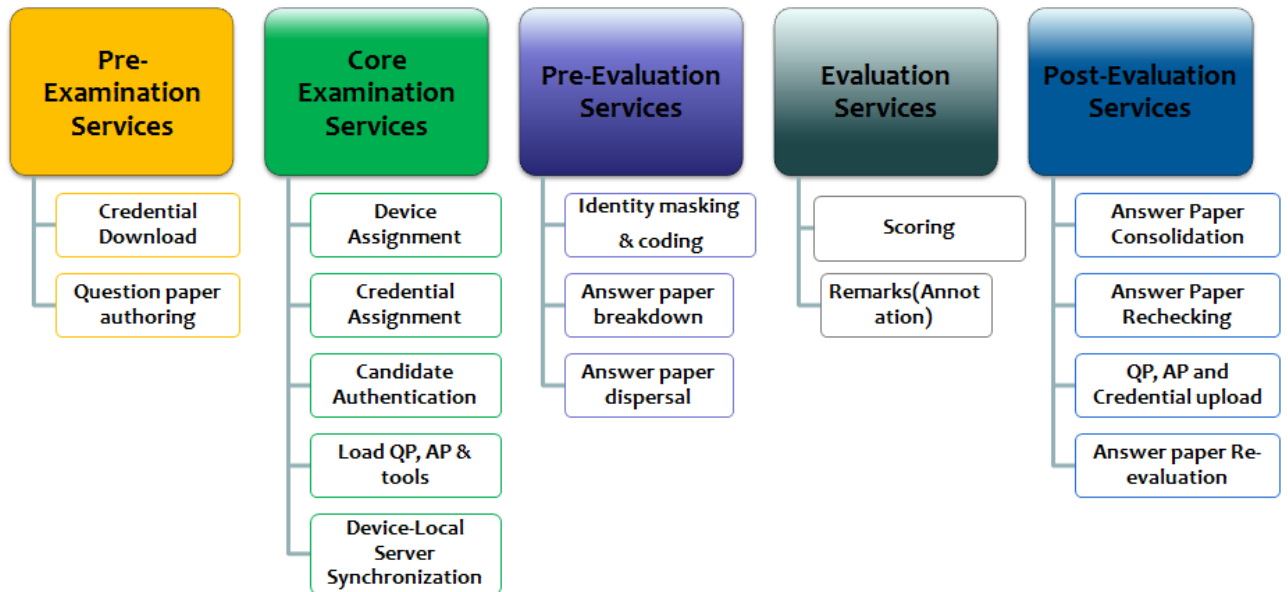 Pre-
Examination
Services
Credential
Download
Question paper
authoring
Core
Examination
Services
Device
Assignment
Credential
Assignment
Candidate
Authentication
Load QP, AP &
tools
Device-Local
Server
Synchronization
Pre-Evaluation
Services
Identity masking
& coding
Answer paper
breakdown
Answer paper
dispersal
Evaluation
Services
Scoring
Remarks(Annot
ation)
Post-Evaluation
Services
Answer Paper
Consolidation
Answer Paper
Rechecking
QP, AP and
Credential upload
Answer paper Re-
evaluation